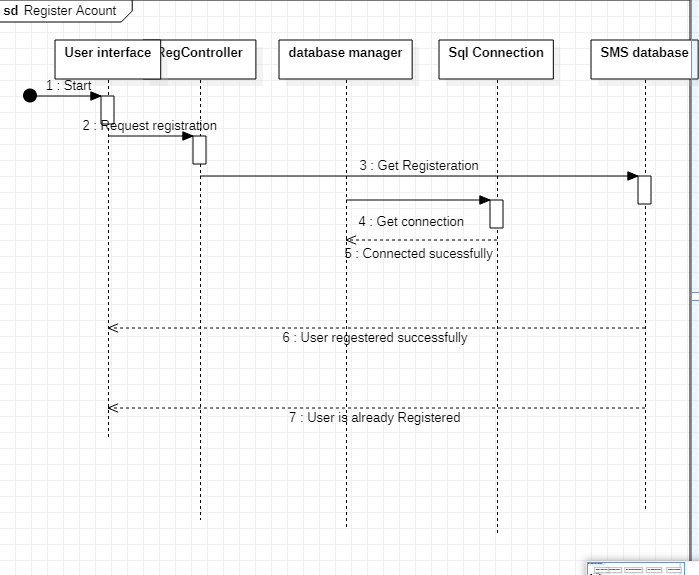 sd Register Acount
User interface
RegController
database manager
Sql Connection
SMS database
1 : Start
2 : Request registration
3 : Get Registeration
4 : Get connection
5 : Connected sucessfully
6 : User regestered successfully
7 : User is already Registered